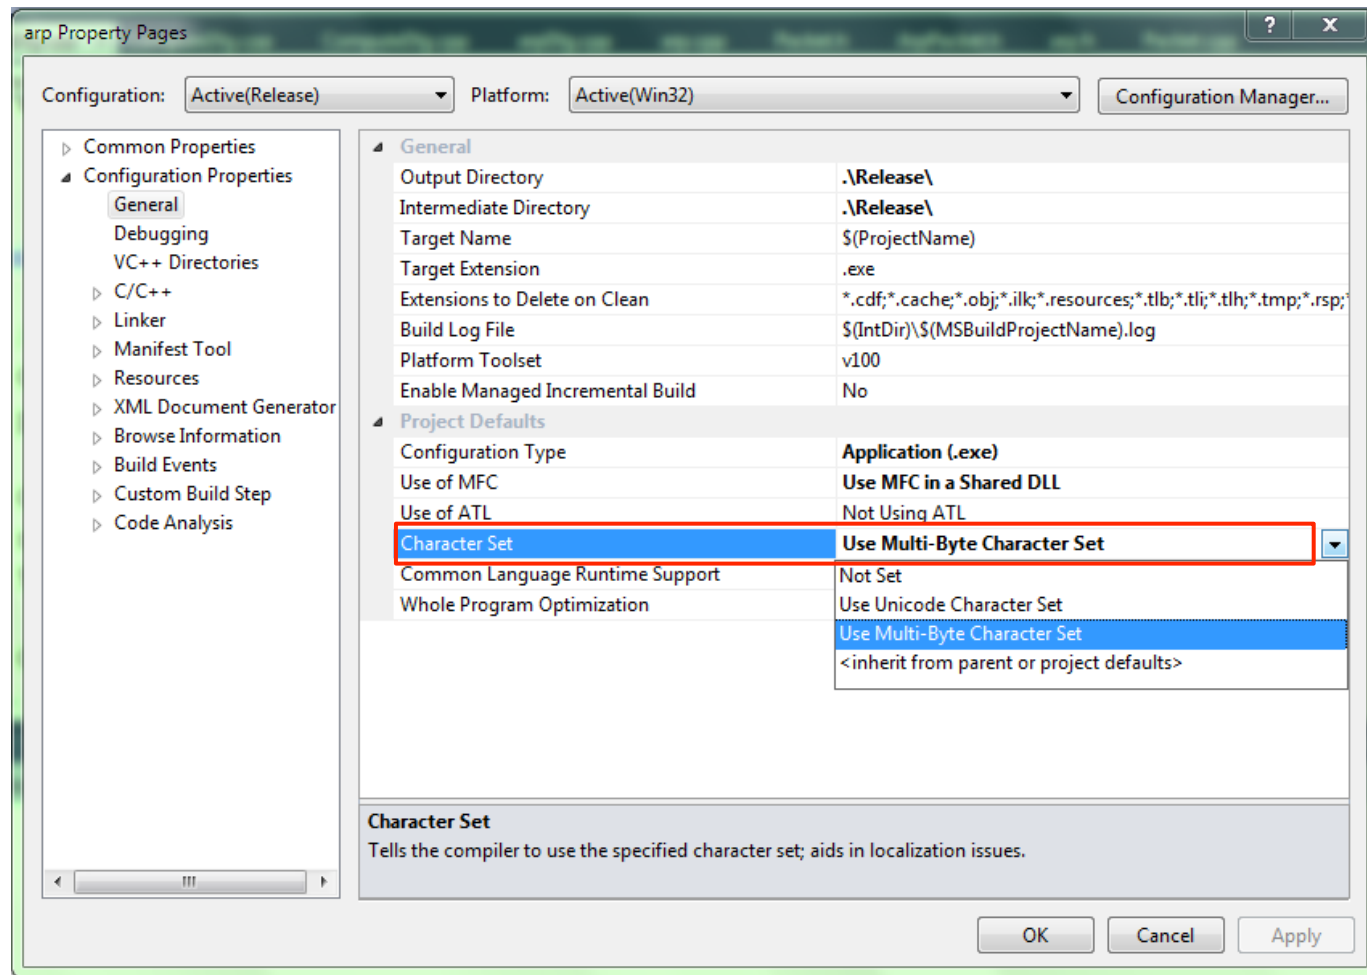 arp Property Pages
Configuration: Active(Release) Platform: Active(Win32) Configuration Manager...
Common Properties
Configuration Properties
General
Debugging
VC++ Directories
C/C++
Linker
Manifest Tool
Resources
XML Document Generator
Browse Information
Build Events
Custom Build Step
Code Analysis
General
Output Directory .\Release\
Intermediate Directory .\Release\
Target Name $(ProjectName)
Target Extension .exe
Extensions to Delete on Clean *.cdf;*.cache;*.obj;*.ilk;*.resources;*.tlb;*.tli;*.tlh;*.tmp;*.rsp;
Build Log File $(IntDir)\$(MSBuildProjectName).log
Platform Toolset v100
Enable Managed Incremental Build No
Project Defaults
Configuration Type Application (.exe)
Use of MFC Use MFC in a Shared DLL
Use of ATL Not Using ATL
Character Set Use Multi-Byte Character Set
Common Language Runtime Support Not Set
Whole Program Optimization Use Unicode Character Set
Use Multi-Byte Character Set
<inherit from parent or project defaults>
Character Set
Tells the compiler to use the specified character set; aids in localization issues.
OK Cancel Apply